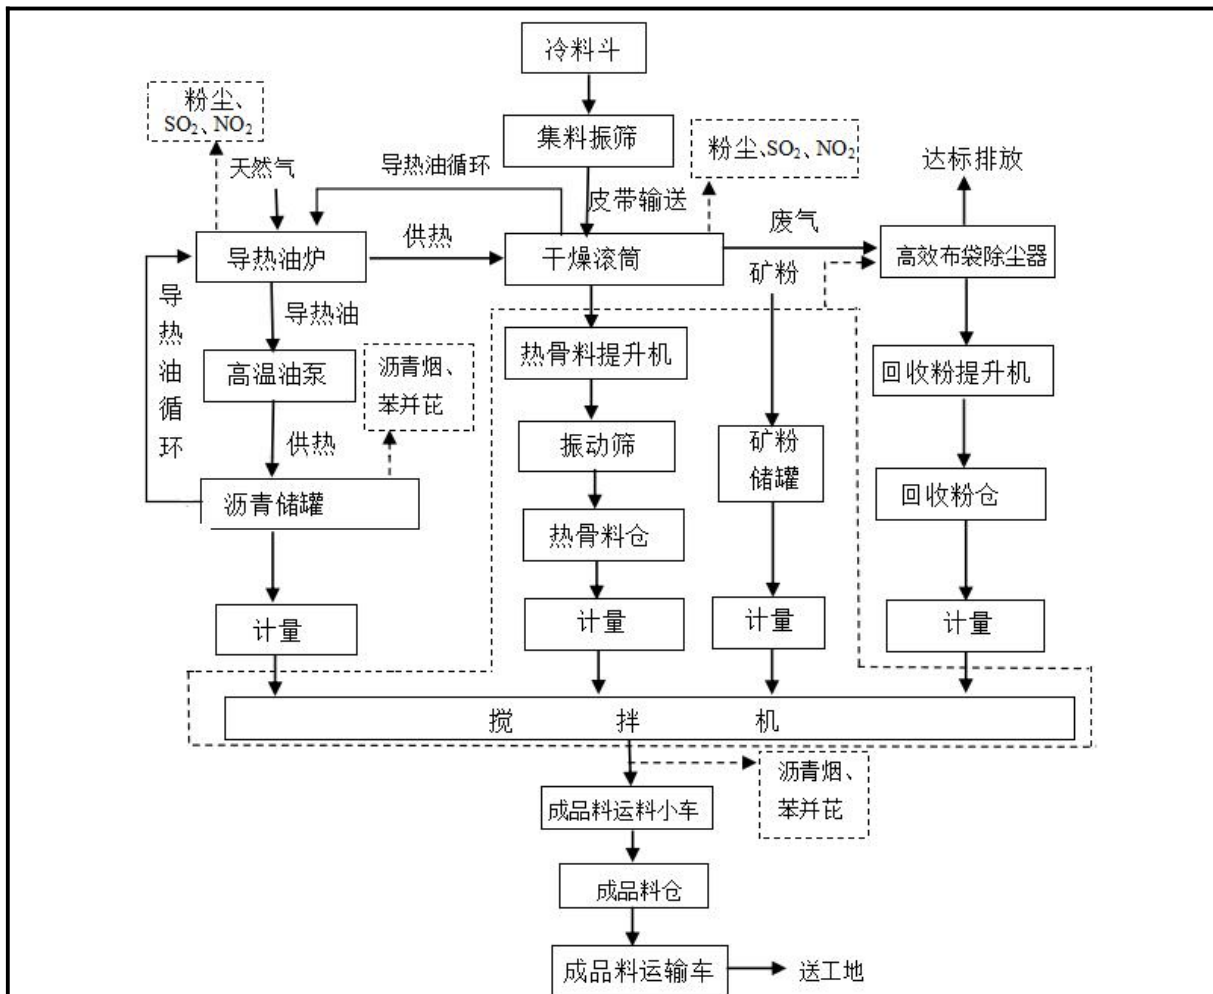 冷料斗
粉尘、
SO₂、NO₂
集料振筛
粉尘、SO₂、NO₂
达标排放
天然气
导热油循环
皮带输送
废气
供热
导热油炉
干燥滚筒
矿粉
高效布袋除尘器
导热油循环
导热油
热骨料提升机
沥青烟、
苯并芘
高温油泵
回收粉提升机
供热
振动筛
矿粉
储罐
沥青储罐
回收粉仓
热骨料仓
计量
计量
计量
计量
搅拌机
沥青烟、
苯并芘
成品料运料小车
成品料仓
成品料运输车
送工地